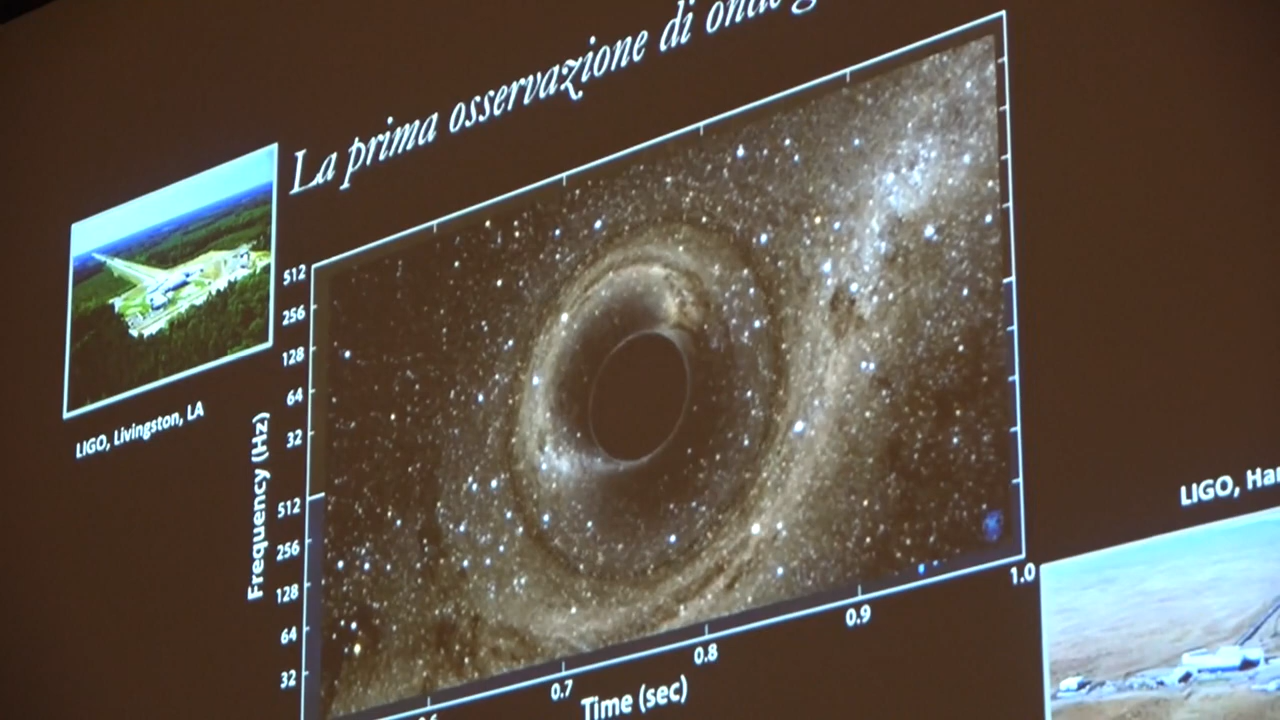 La prima osservazione di onde
LIGO, Livingston, LA
Frequency (Hz)
512
256
128
64
32
512
256
128
64
32
0.7
0.8
0.9
1.0
Time (sec)
LIGO,